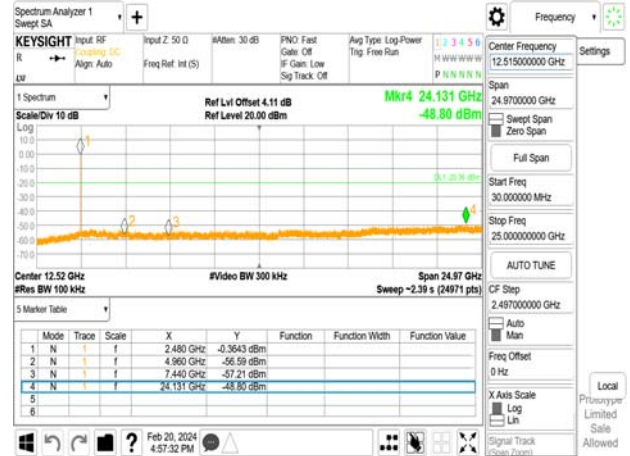 Spectrum Analyzer 1
Swept SA
Frequency
KEYSIGHT Input: RF
Coupling: DC
Align: Auto
Input Z: 50 Ω
Freq Ref: Int (S)
#Atten: 30 dB
PNO: Fast
Gate: Off
IF Gain: Low
Sig Track: Off
Avg Type: Log-Power
Trig: Free Run
1 2 3 4 5 6
M W W W W W
P N N N N N
R
1 Spectrum
Scale/Div 10 dB
Ref Lvl Offset 4.11 dB
Ref Level 20.00 dBm
Mkr4 24.131 GHz
-48.80 dBm
Log
10.0
0.00
-10.0
-20.0
-30.0
-40.0
-50.0
-60.0
-70.0
1
2
3
4
Center 12.52 GHz
#Res BW 100 kHz
#Video BW 300 kHz
Span 24.97 GHz
Sweep ~2.39 s (24971 pts)
5 Marker Table
Mode Trace Scale X Y Function Function Width Function Value
1 N 1 f 2.480 GHz -0.3643 dBm
2 N 1 f 4.960 GHz -56.59 dBm
3 N 1 f 7.440 GHz -57.21 dBm
4 N 1 f 24.131 GHz -48.80 dBm
5
6
Feb 20, 2024
4:57:32 PM
Center Frequency
12.515000000 GHz
Settings
Span
24.9700000 GHz
Swept Span
Zero Span
Full Span
Start Freq
30.000000 MHz
Stop Freq
25.000000000 GHz
AUTO TUNE
CF Step
2.497000000 GHz
Auto
Man
Freq Offset
0 Hz
X Axis Scale
Log
Lin
Signal Track
(Span Zoom)
Local
Prototype
Limited
Sale
Allowed